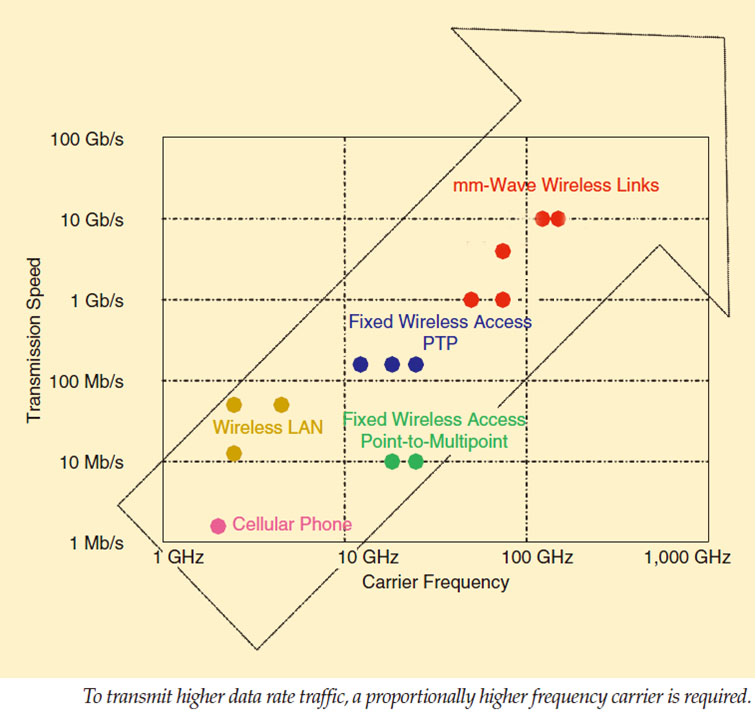 100 Gb/s
mm-Wave Wireless Links
10 Gb/s
1 Gb/s
Fixed Wireless Access
PTP
Transmission Speed
100 Mb/s
Wireless LAN
Fixed Wireless Access
Point-to-Multipoint
10 Mb/s
Cellular Phone
1 Mb/s
1 GHz
10 GHz
100 GHz
1,000 GHz
Carrier Frequency
To transmit higher data rate traffic, a proportionally higher frequency carrier is required.